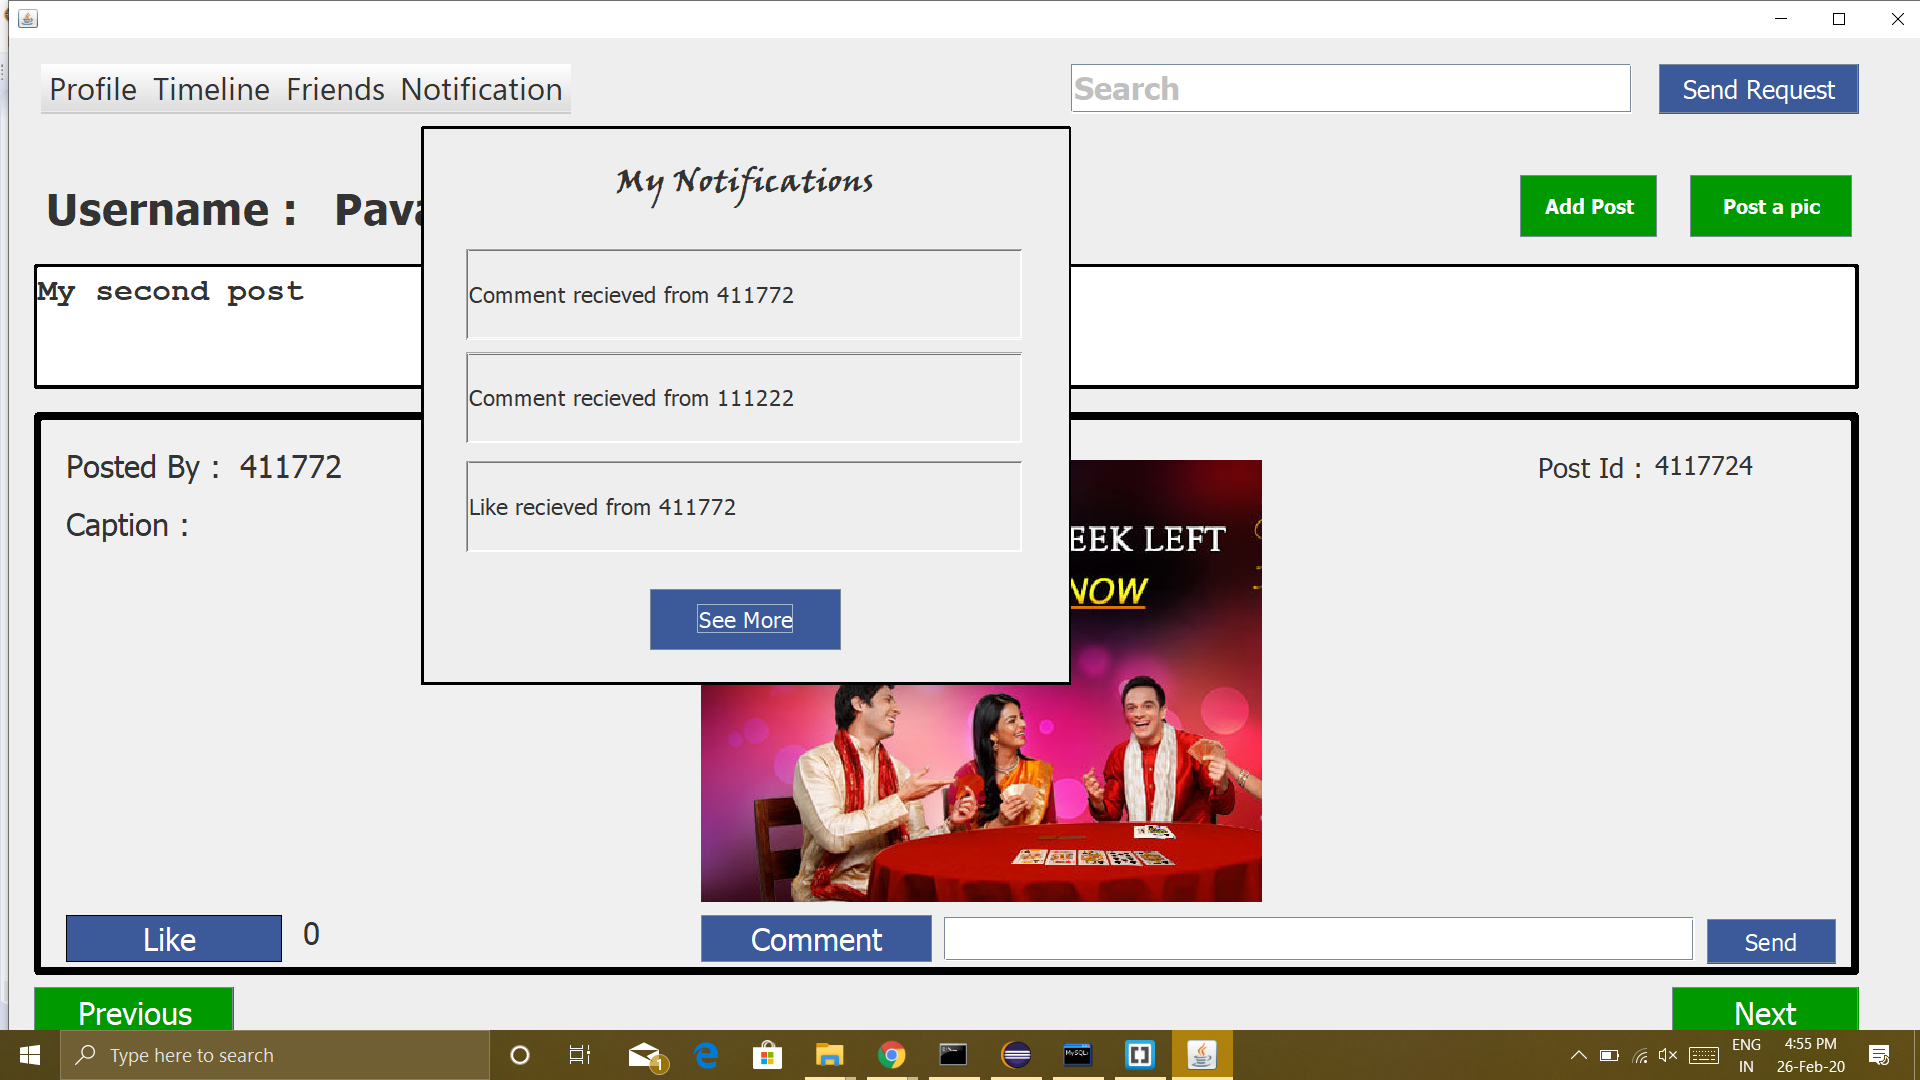 Profile Timeline Friends Notification
Search
Send Request
My Notifications
Username :
Add Post
Post a pic
My second post
Comment recieved from 411772
Comment recieved from 111222
Like recieved from 411772
See More
Posted By : 411772
Caption :
Post Id : 4117724
EEK LEFT
NOW
Like
0
Comment
Send
Previous
Next
Type here to search
1
MySQL
ENG
IN
4:55 PM
26-Feb-20